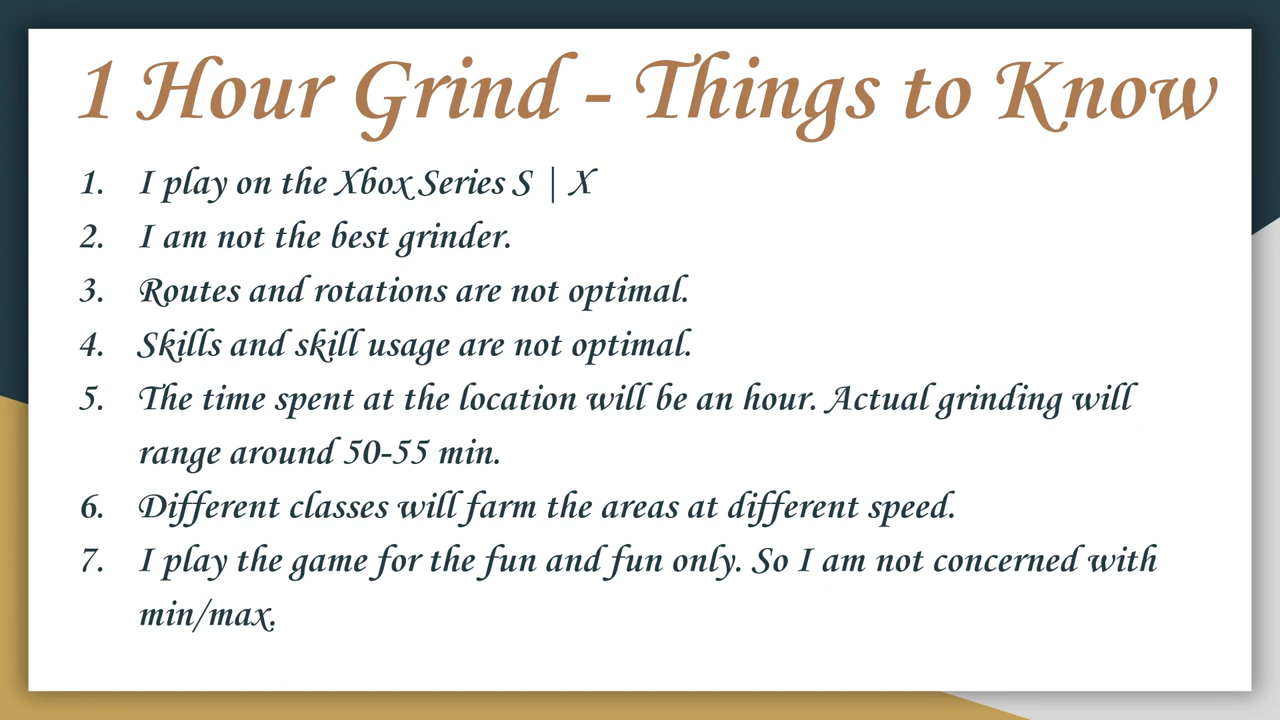 1 Hour Grind - Things to Know
1. I play on the Xbox Series S | X
2. I am not the best grinder.
3. Routes and rotations are not optimal.
4. Skills and skill usage are not optimal.
5. The time spent at the location will be an hour. Actual grinding will
range around 50-55 min.
6. Different classes will farm the areas at different speed.
7. I play the game for the fun and fun only. So I am not concerned with
min/max.